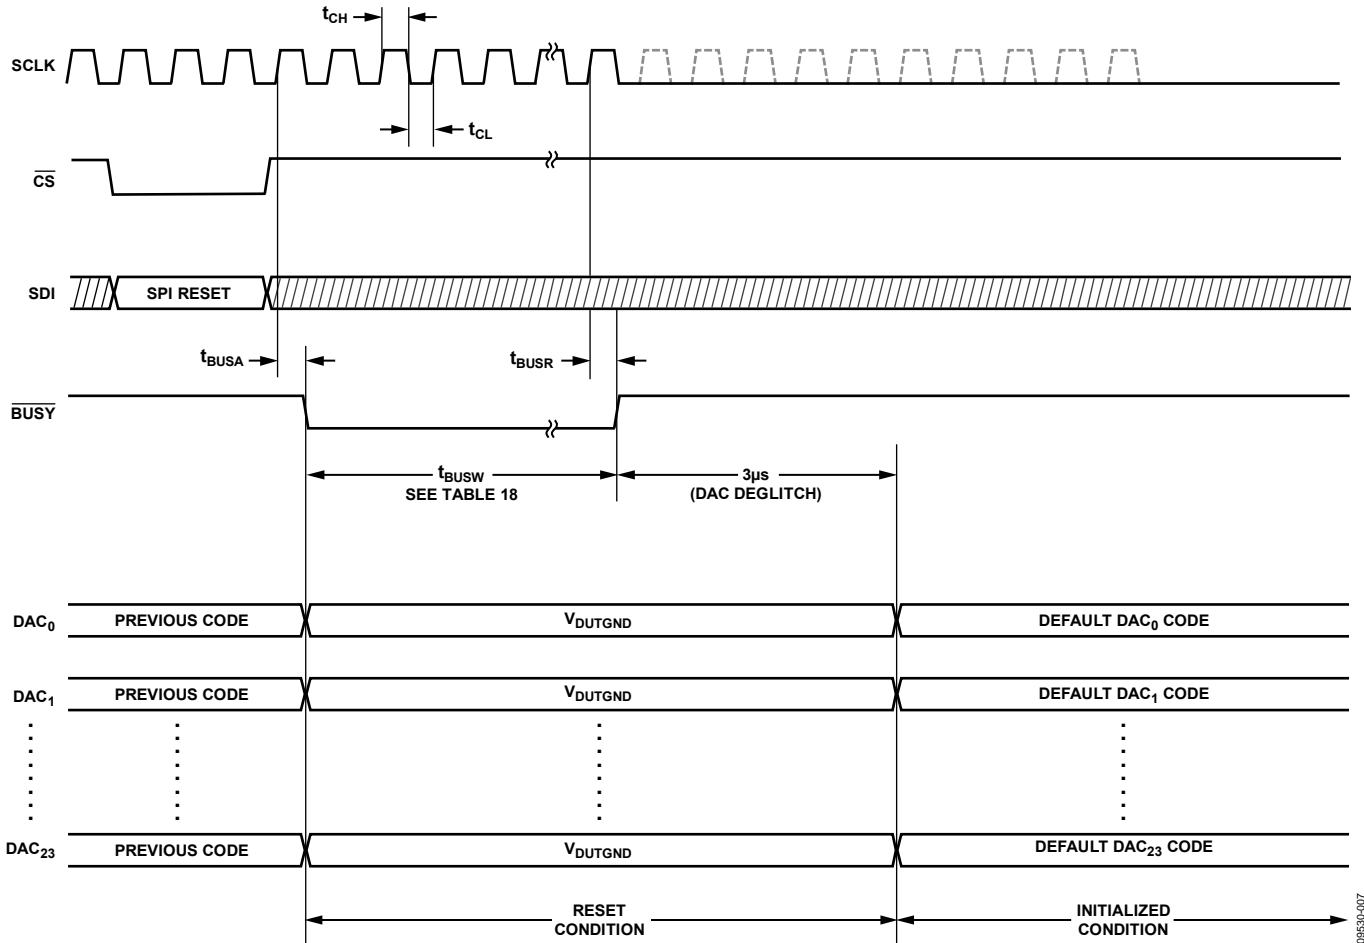 tCH
SCLK
tCL
CS
SDI
SPI RESET
tBUSA
tBUSR
BUSY
tBUSW
SEE TABLE 18
3µs
(DAC DEGLITCH)
DAC0
PREVIOUS CODE
VDUTGND
DEFAULT DAC0 CODE
DAC1
PREVIOUS CODE
VDUTGND
DEFAULT DAC1 CODE
DAC23
PREVIOUS CODE
VDUTGND
DEFAULT DAC23 CODE
RESET
CONDITION
INITIALIZED
CONDITION
09530-007